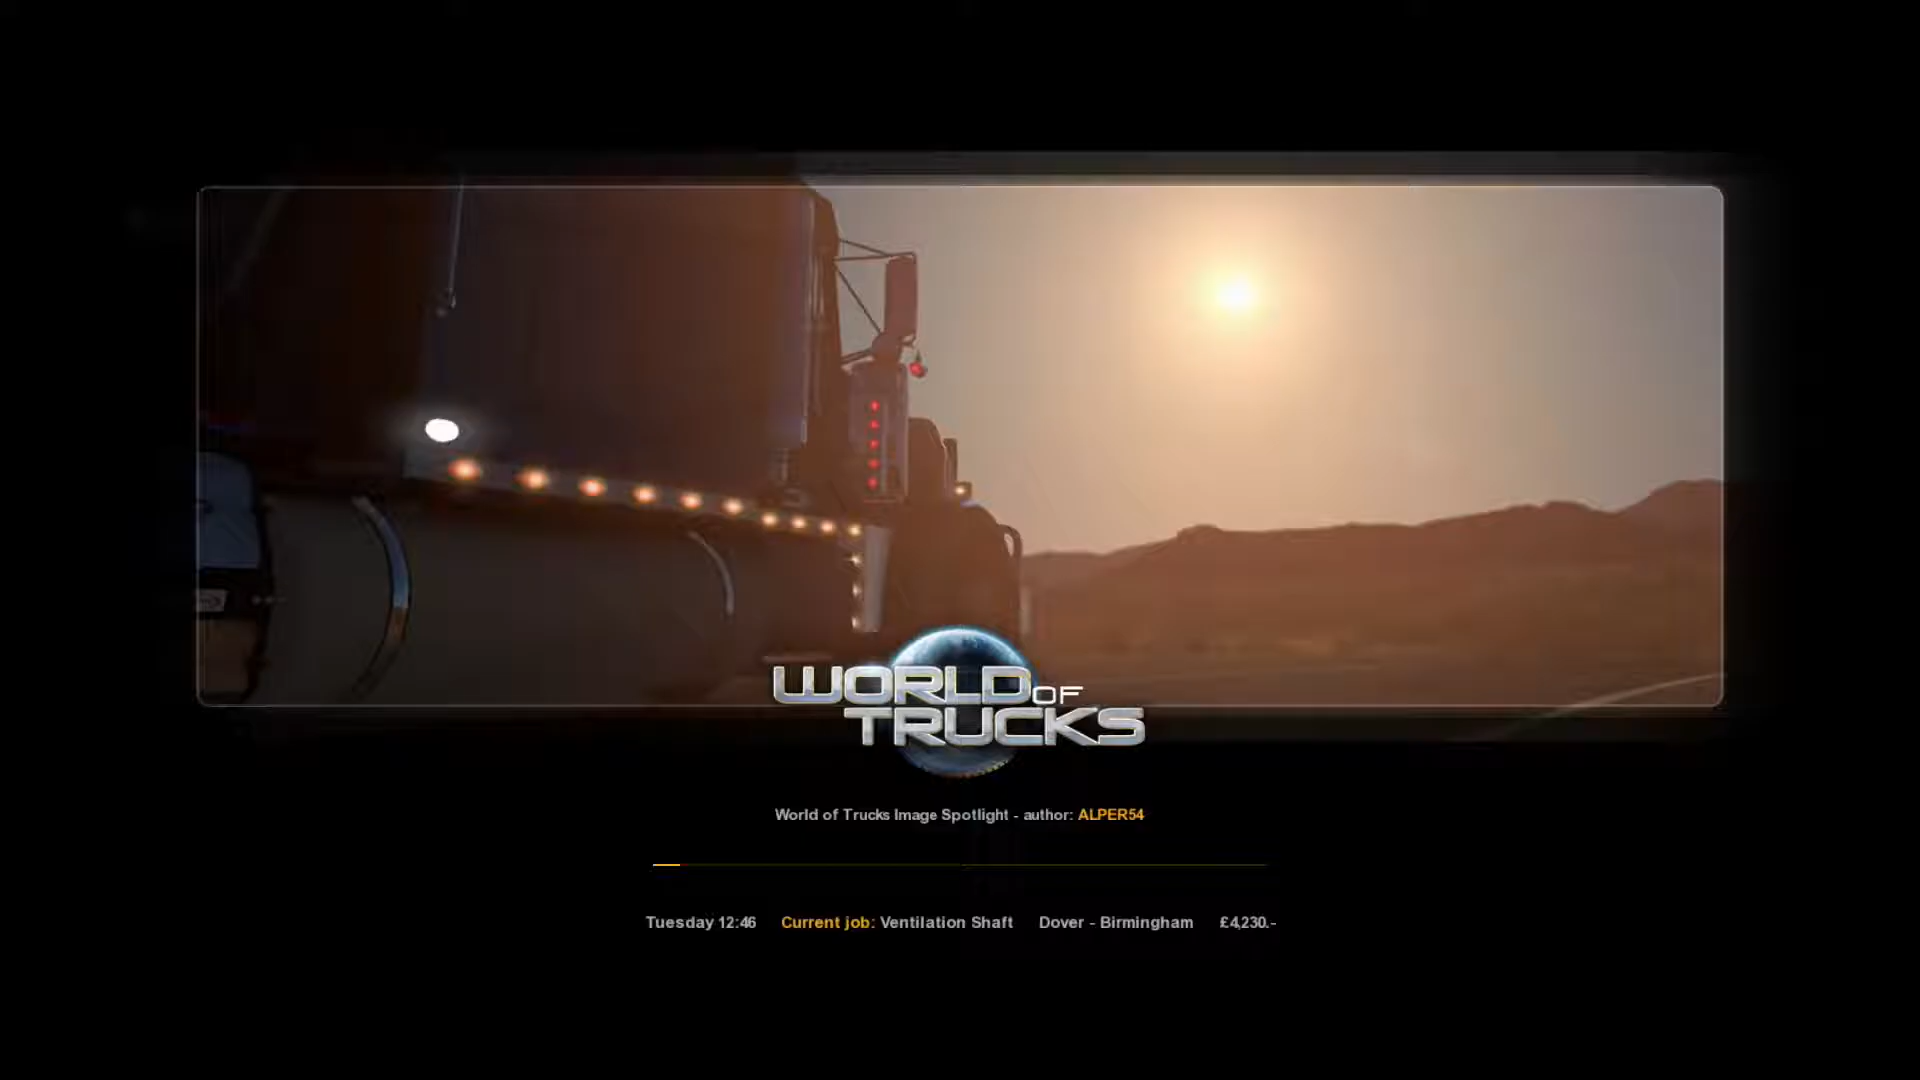 WORLD OF
TRUCKS
World of Trucks Image Spotlight - author: ALPER54
Tuesday 12:46 Current job: Ventilation Shaft Dover - Birmingham £4,230.-